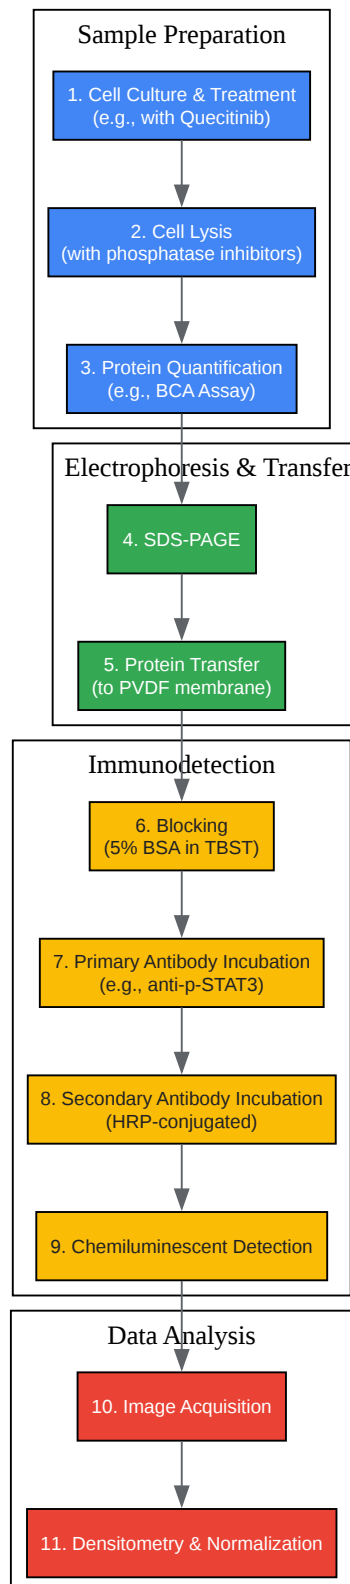 Sample Preparation
1. Cell Culture & Treatment
(e.g., with Quecitinib)
2. Cell Lysis
(with phosphatase inhibitors)
3. Protein Quantification
(e.g., BCA Assay)
Electrophoresis & Transfer
4. SDS-PAGE
5. Protein Transfer
(to PVDF membrane)
Immunodetection
6. Blocking
(5% BSA in TBST)
7. Primary Antibody Incubation
(e.g., anti-p-STAT3)
8. Secondary Antibody Incubation
(HRP-conjugated)
9. Chemiluminescent Detection
Data Analysis
10. Image Acquisition
11. Densitometry & Normalization